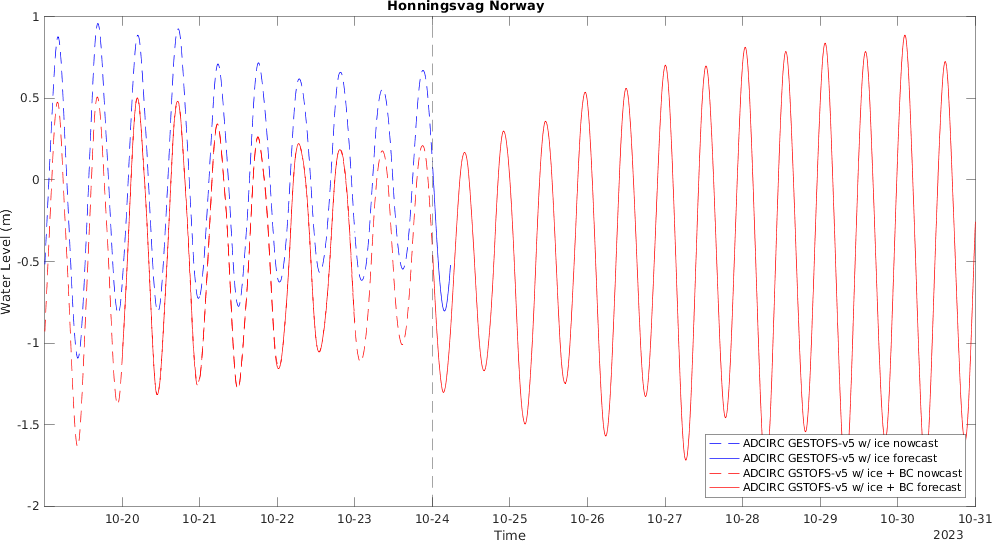 Honningsvag Norway
Water Level (m)
1
0.5
0
-0.5
-1
-1.5
-2
ADCIRC GESTOFS-v5 w/ ice nowcast
ADCIRC GESTOFS-v5 w/ ice forecast
ADCIRC GSTOFS-v5 w/ ice + BC nowcast
ADCIRC GSTOFS-v5 w/ ice + BC forecast
10-20 10-21 10-22 10-23 10-24 10-25 10-26 10-27 10-28 10-29 10-30 10-31
Time
2023